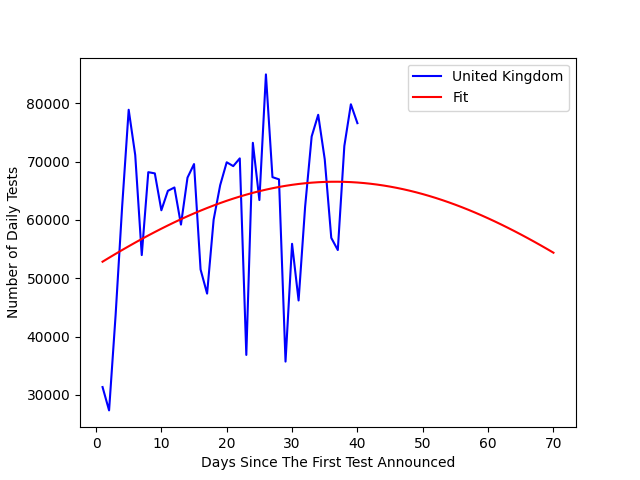 United Kingdom
Fit
80000
70000
60000
50000
40000
30000
Number of Daily Tests
0 10 20 30 40 50 60 70
Days Since The First Test Announced